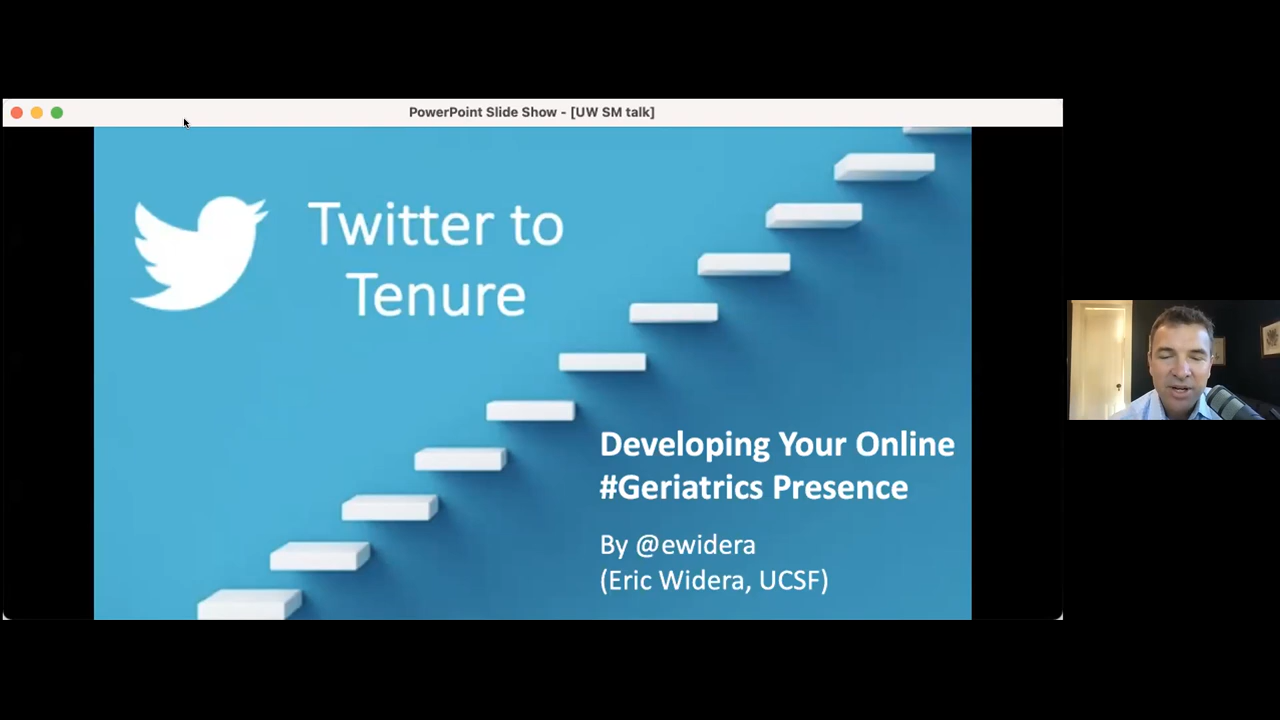 PowerPoint Slide Show - [UW SM talk]
Twitter to
Tenure
Developing Your Online
#Geriatrics Presence
By @ewidera
(Eric Widera, UCSF)